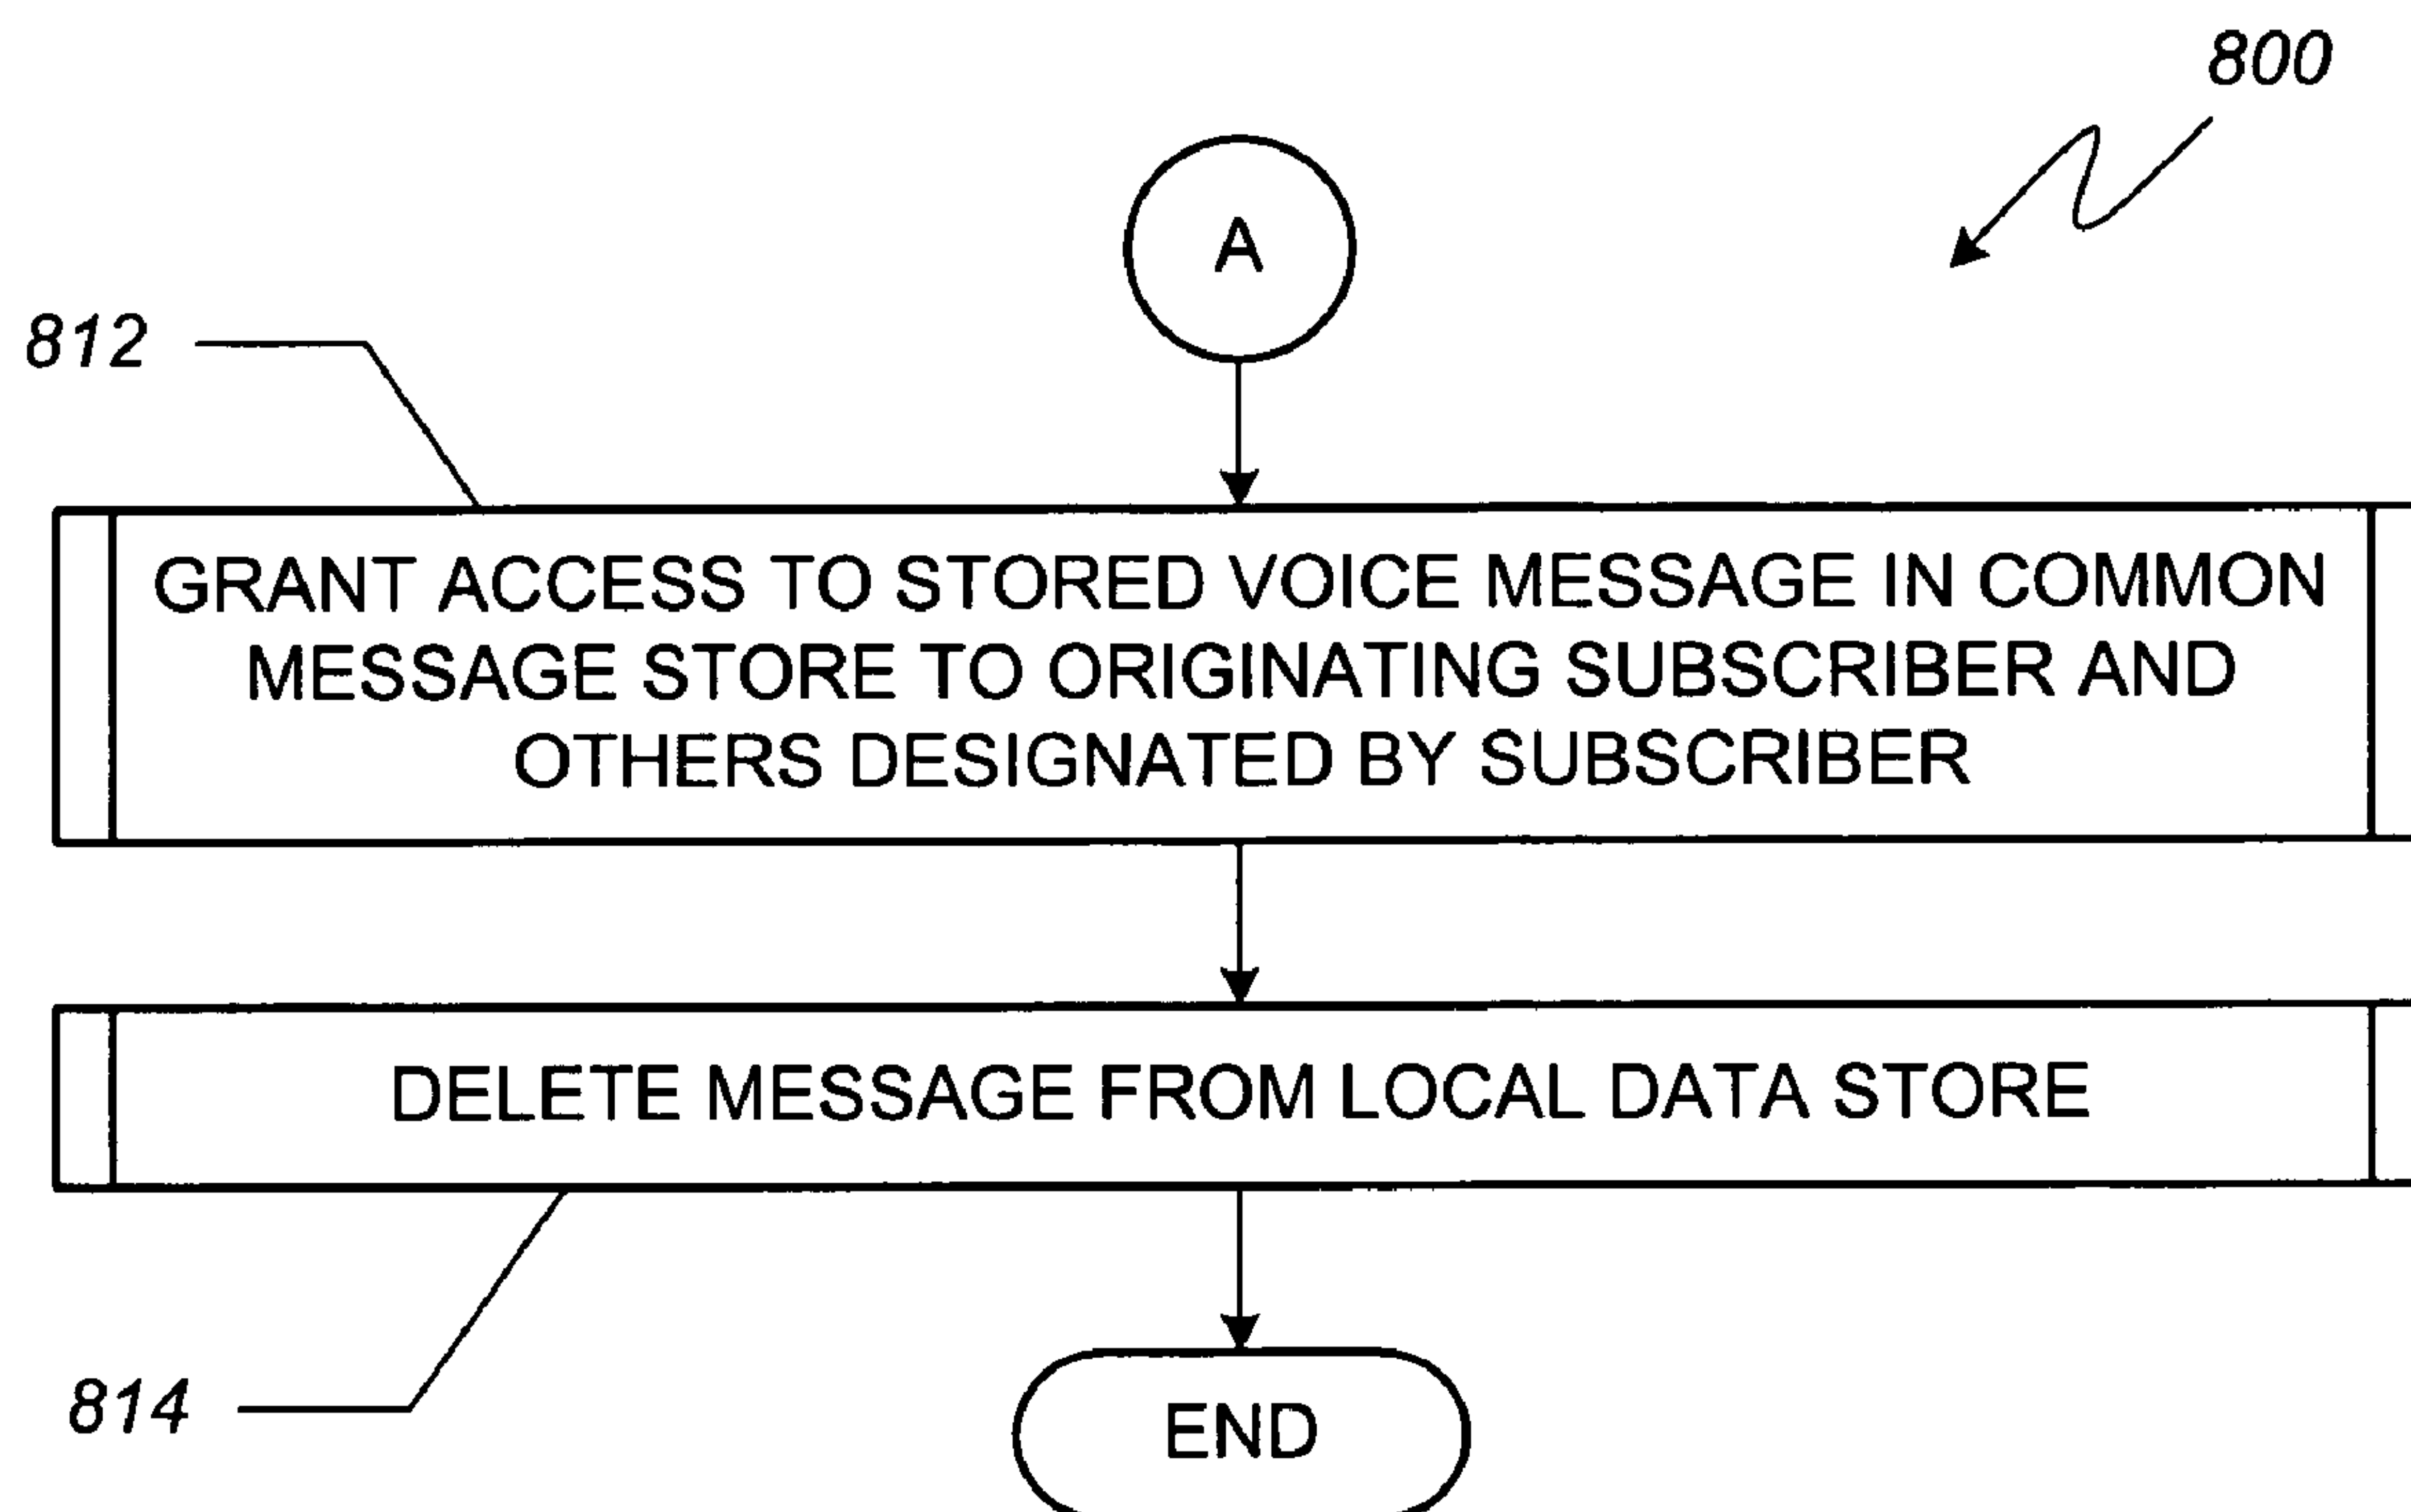 800
A
812
GRANT ACCESS TO STORED VOICE MESSAGE IN COMMON
MESSAGE STORE TO ORIGINATING SUBSCRIBER AND
OTHERS DESIGNATED BY SUBSCRIBER
DELETE MESSAGE FROM LOCAL DATA STORE
814
END